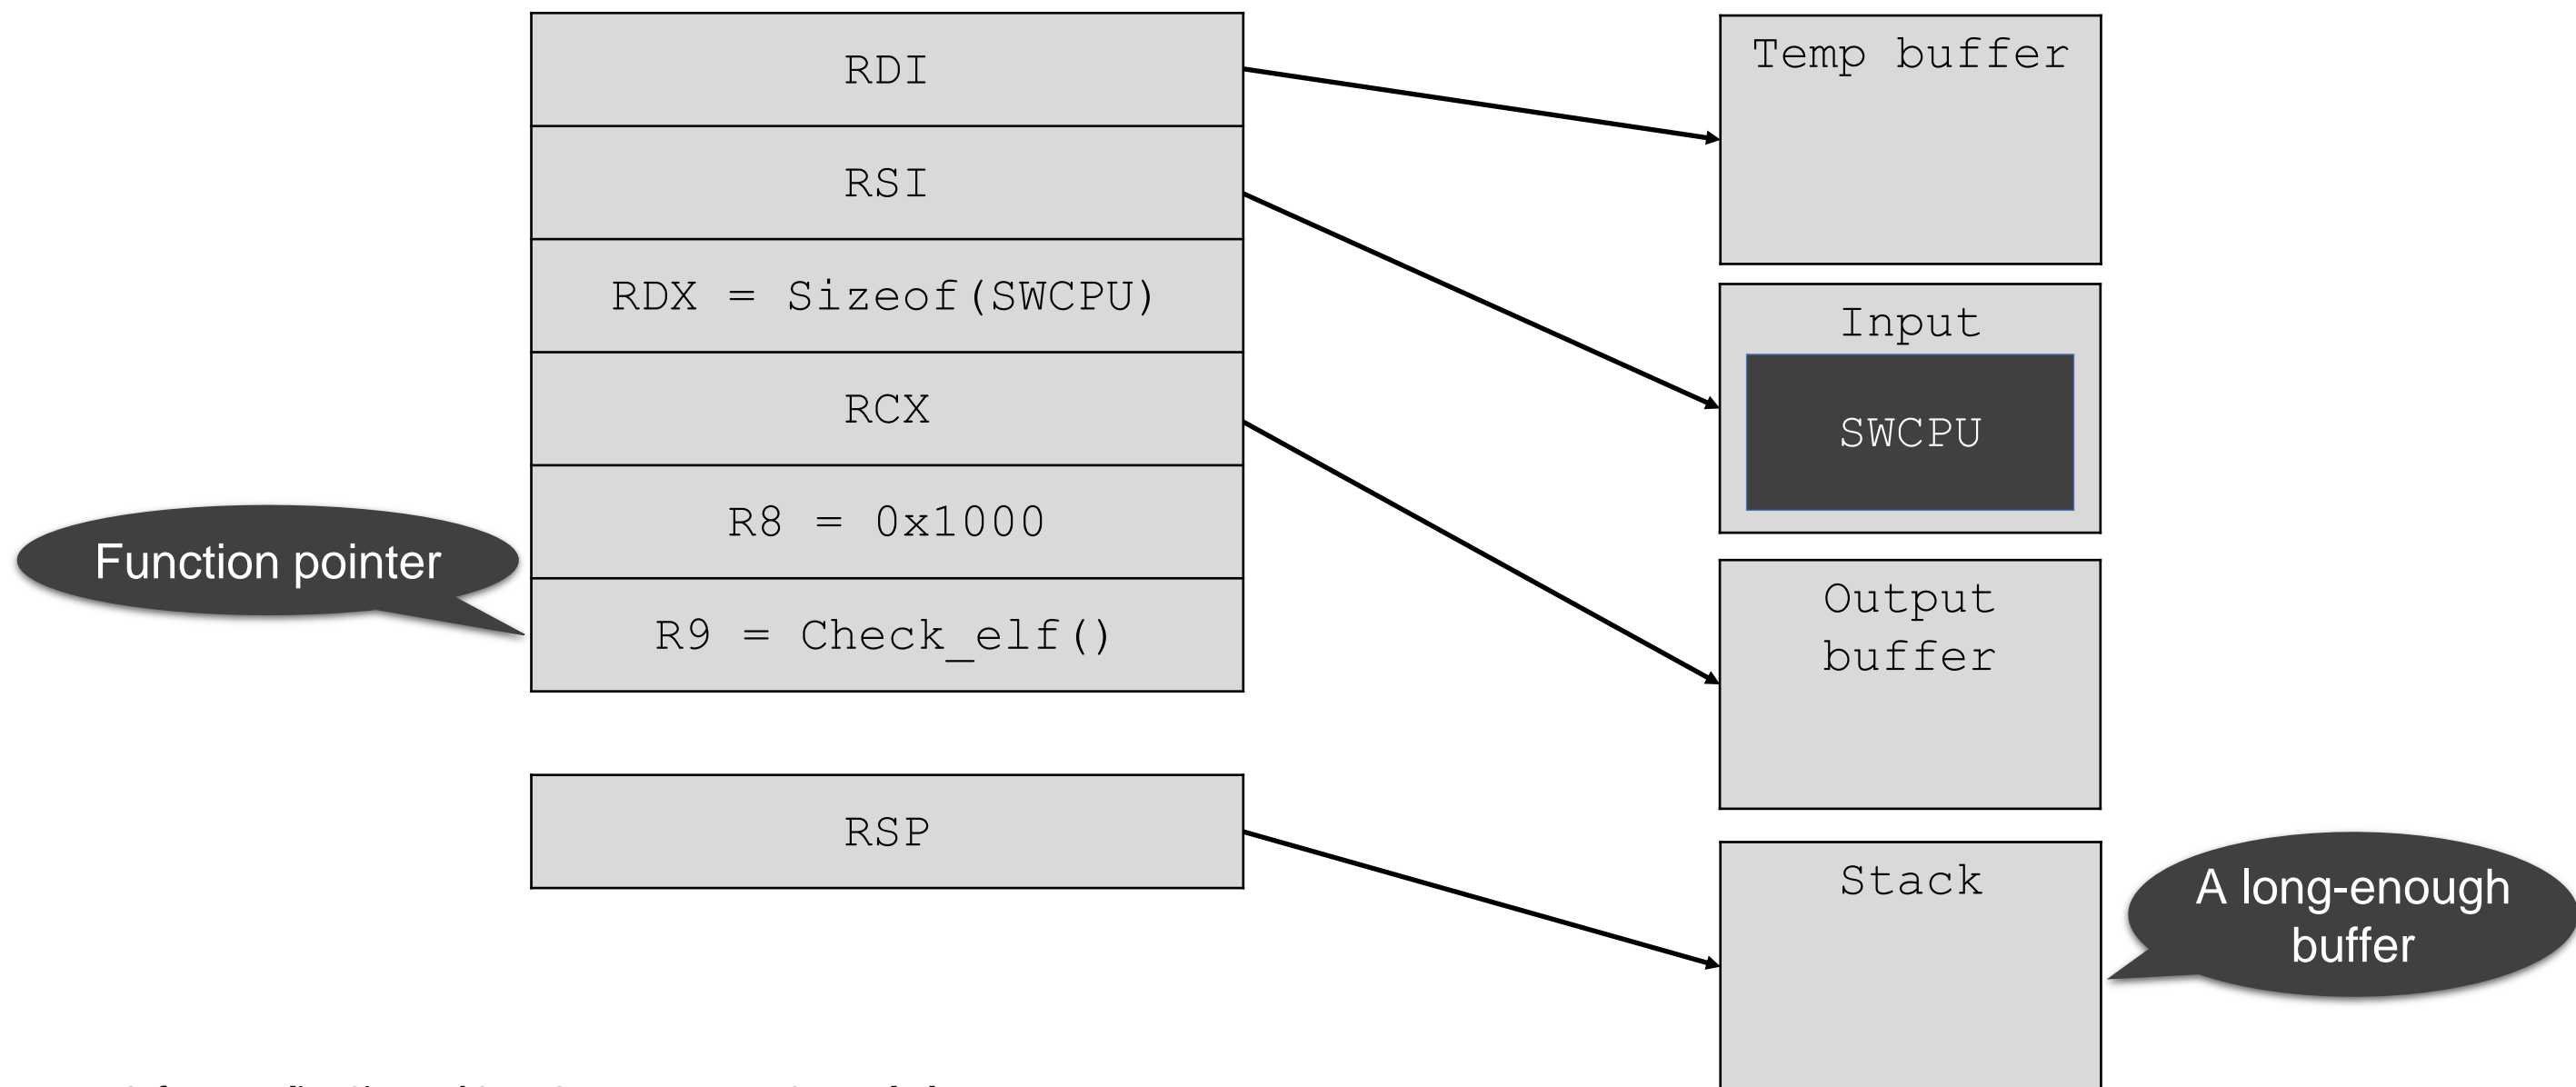 RDI
RSI
RDX = Sizeof(SWCPU)
RCX
R8 = 0x1000
R9 = Check_elf()
Function pointer
RSP
Temp buffer
Input
SWCPU
Output
buffer
Stack
A long-enough
buffer